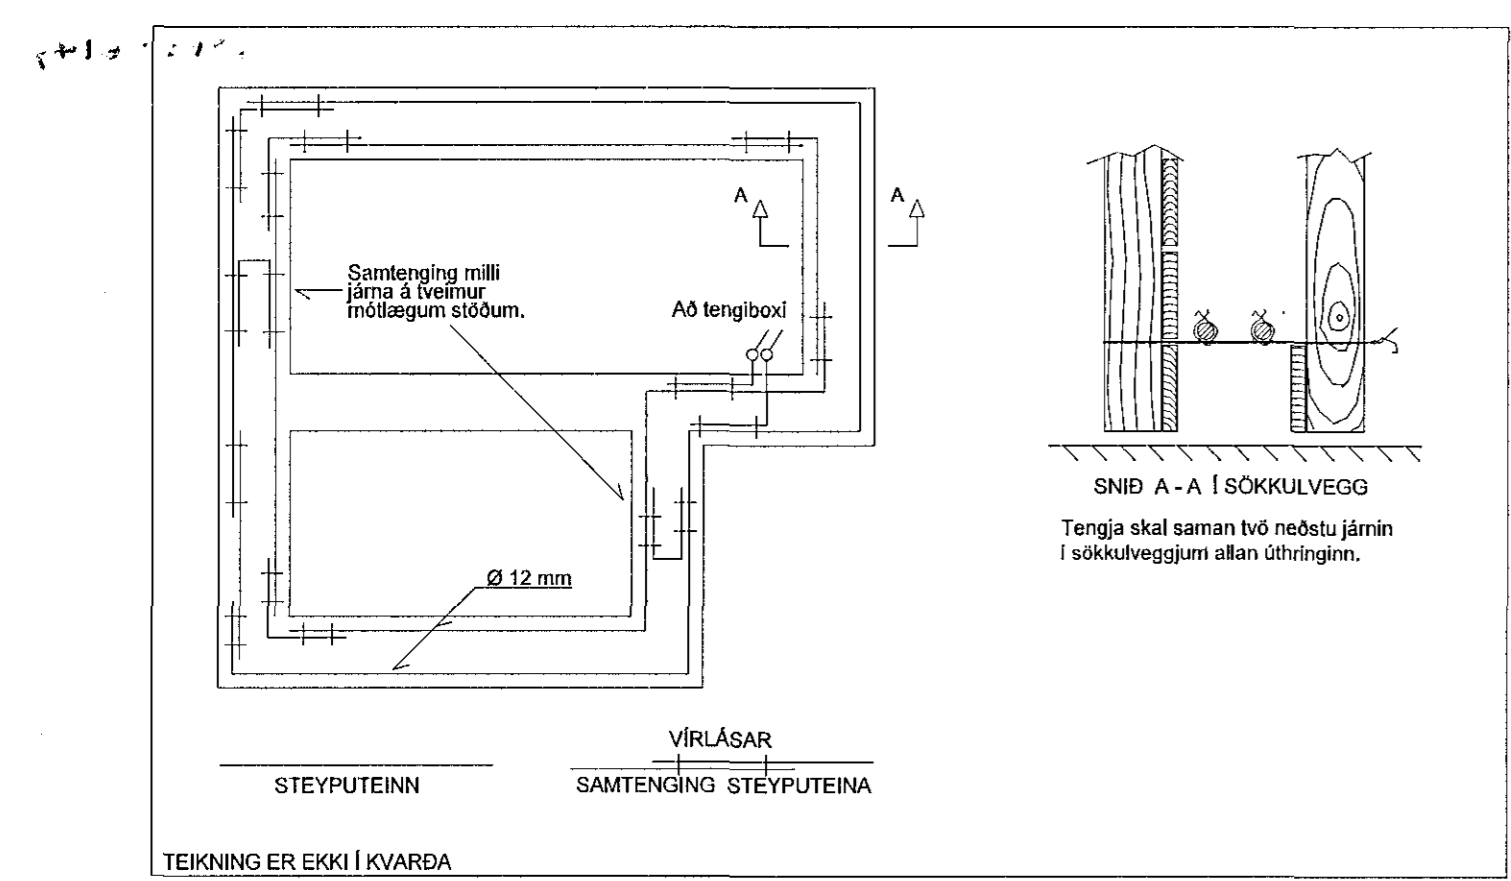 A
A
Samtenging milli
járna á tveimur
mótlægum stöðum.
Að tengiboxi
Ø 12 mm
SNIÐ A - A Í SÖKKULVEGG
Tengja skal saman tvö neðstu járnin
í sökkulveggjum allan úthringinn.
VÍRLÁSAR
STEYPUTEINN
SAMTENGING STEYPUTEINA
TEIKNING ER EKKI Í KVARÐA